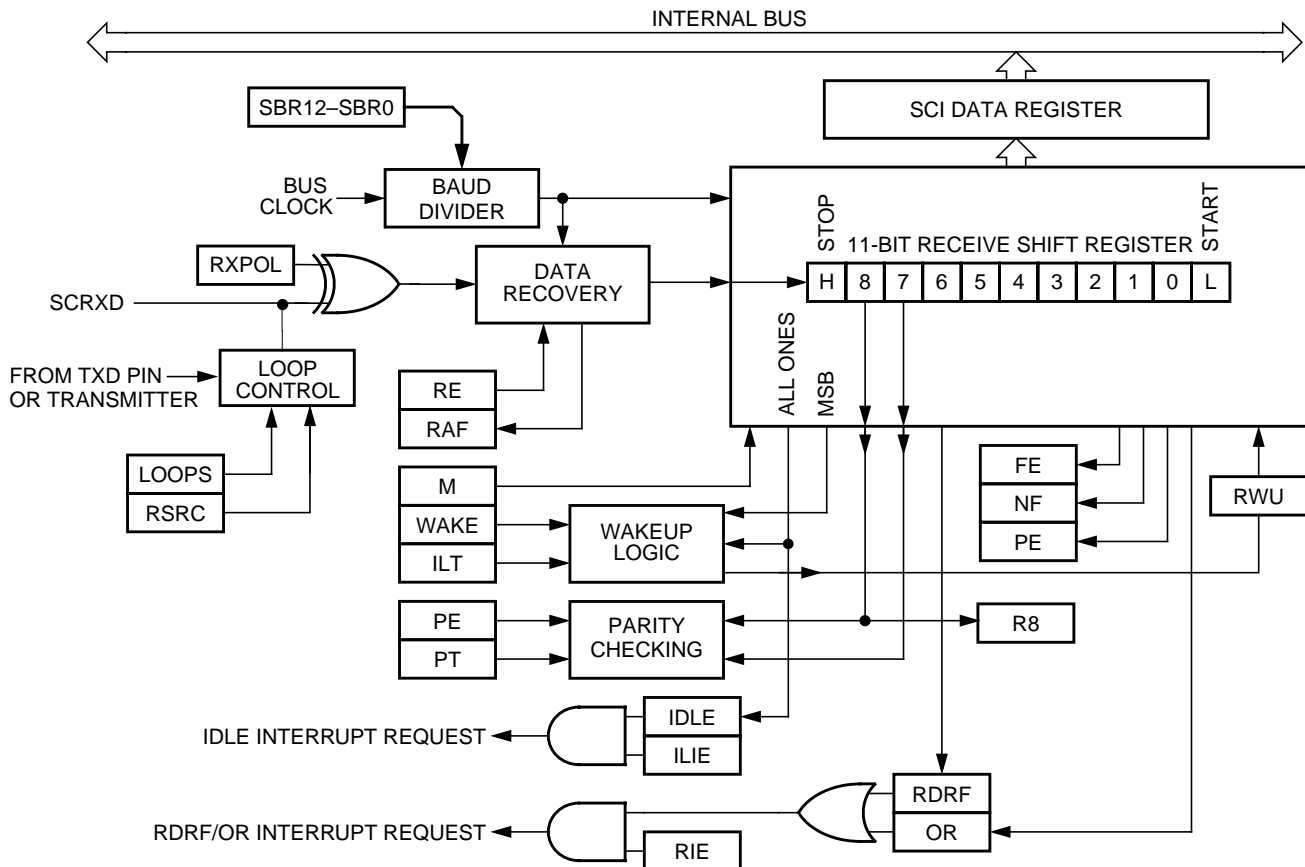 INTERNAL BUS
SBR12–SBR0
SCI DATA REGISTER
BUS
CLOCK
BAUD
DIVIDER
STOP
11-BIT RECEIVE SHIFT REGISTER
START
RXPOL
DATA
RECOVERY
H 8 7 6 5 4 3 2 1 0 L
SCRXD
ALL ONES
MSB
FROM TXD PIN
OR TRANSMITTER
LOOP
CONTROL
RE
RAF
LOOPS
RSRC
M
WAKE
ILT
WAKEUP
LOGIC
FE
NF
PE
RWU
PE
PT
PARITY
CHECKING
R8
IDLE INTERRUPT REQUEST
IDLE
ILIE
RDRF
OR
RDRF/OR INTERRUPT REQUEST
RIE